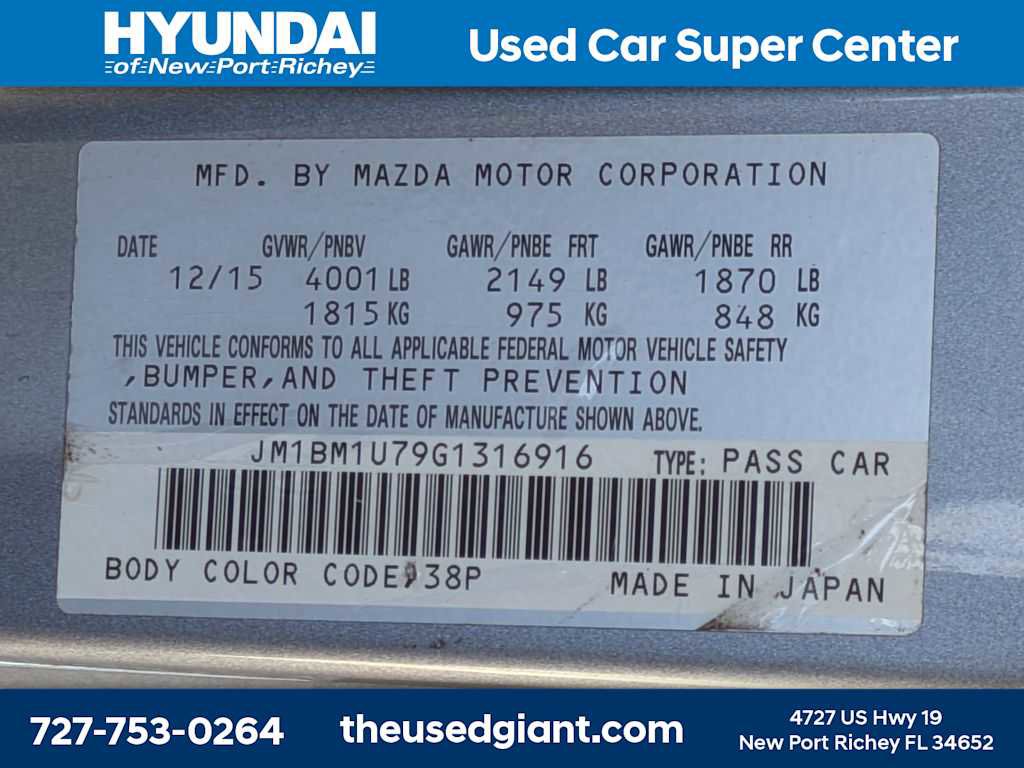 HYUNDAI
of New Port Richey
Used Car Super Center
MFD. BY MAZDA MOTOR CORPORATION
DATE GVWR/PNBV GAWR/PNBE FRT GAWR/PNBE RR
12/15 4001 LB 2149 LB 1870 LB
1815 KG 975 KG 848 KG
THIS VEHICLE CONFORMS TO ALL APPLICABLE FEDERAL MOTOR VEHICLE SAFETY
,BUMPER,AND THEFT PREVENTION
STANDARDS IN EFFECT ON THE DATE OF MANUFACTURE SHOWN ABOVE.
JM1BM1U79G1316916 TYPE: PASS CAR
BODY COLOR CODE: 38P MADE IN JAPAN
727-753-0264
theusedgiant.com
4727 US Hwy 19
New Port Richey FL 34652